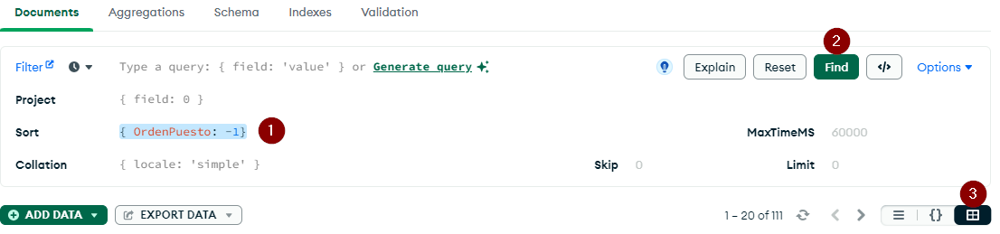 Documents Aggregations Schema Indexes Validation
2
Filter Type a query: { field: 'value' } or Generate query Explain Reset Find </> Options
Project { field: 0 }
Sort { OrdenPuesto: -1} 1 MaxTimeMS 60000
Collation { locale: 'simple' } Skip 0 Limit 0
3
ADD DATA EXPORT DATA 1 – 20 of 111 {}